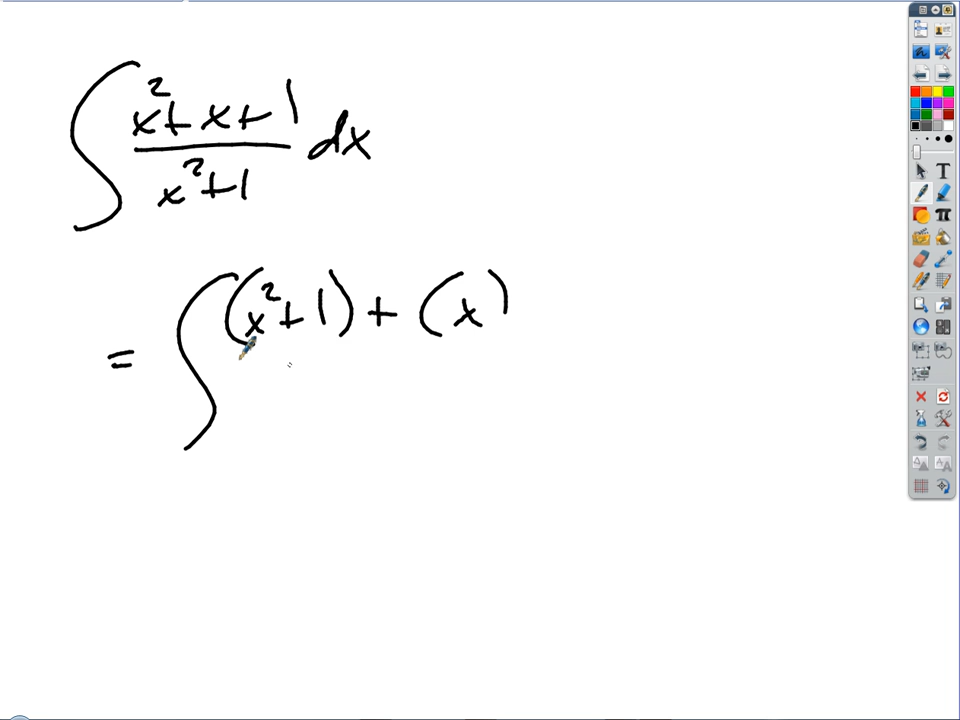 ∫ (x² + x + 1)/(x² + 1) dx
= ∫ (x² + 1) + (x)